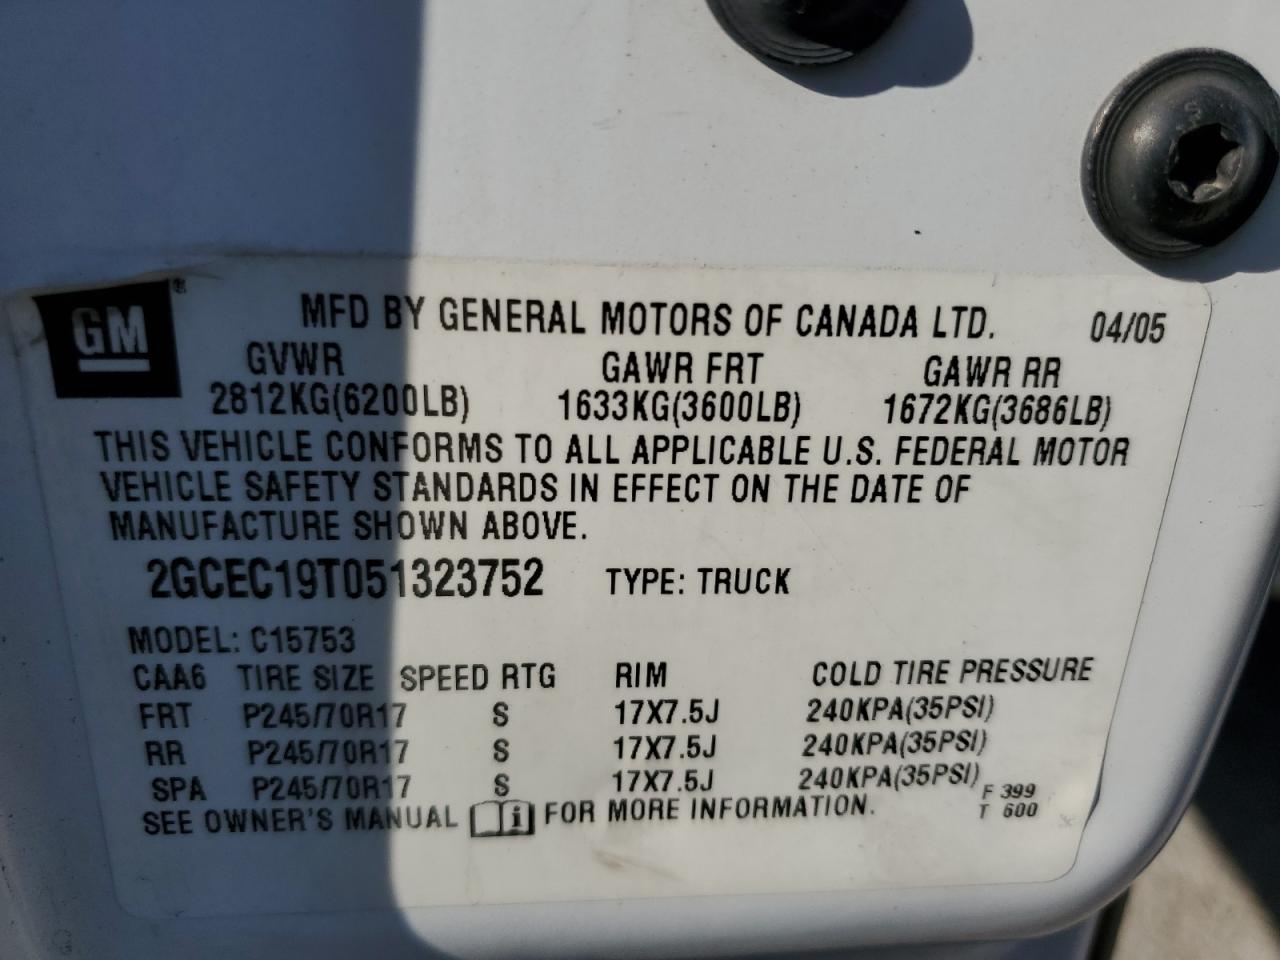 GM® MFD BY GENERAL MOTORS OF CANADA LTD. 04/05
GVWR GAWR FRT GAWR RR
2812KG(6200LB) 1633KG(3600LB) 1672KG(3686LB)
THIS VEHICLE CONFORMS TO ALL APPLICABLE U.S. FEDERAL MOTOR
VEHICLE SAFETY STANDARDS IN EFFECT ON THE DATE OF
MANUFACTURE SHOWN ABOVE.
2GCEC19T051323752 TYPE: TRUCK
MODEL: C15753
CAA6 TIRE SIZE SPEED RTG RIM COLD TIRE PRESSURE
FRT P245/70R17 S 17X7.5J 240KPA(35PSI)
RR P245/70R17 S 17X7.5J 240KPA(35PSI)
SPA P245/70R17 S 17X7.5J 240KPA(35PSI)
F 399
T 600
SEE OWNER'S MANUAL i FOR MORE INFORMATION.